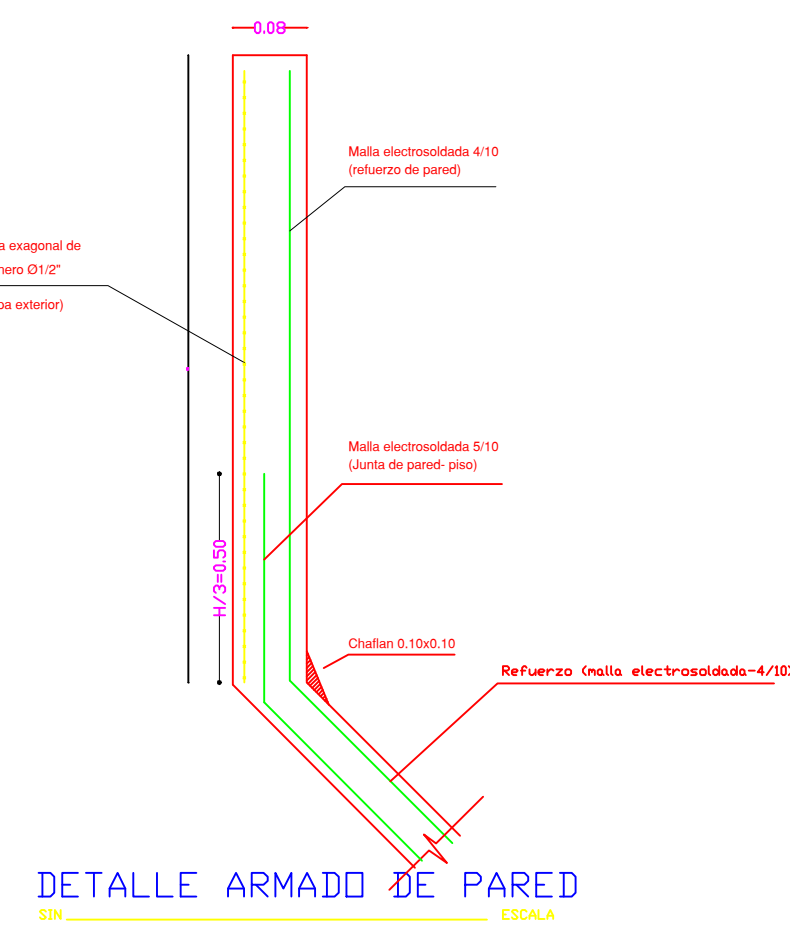 0.08
Malla electrosoldada 4/10
(refuerzo de pared)
exagonal de
Ø1/2"
exterior)
Malla electrosoldada 5/10
(Junta de pared- piso)
H/3=0.50
Chaflan 0.10x0.10
Refuerzo (malla electrosoldada-4/10)
DETALLE ARMADO DE PARED
SIN ESCALA